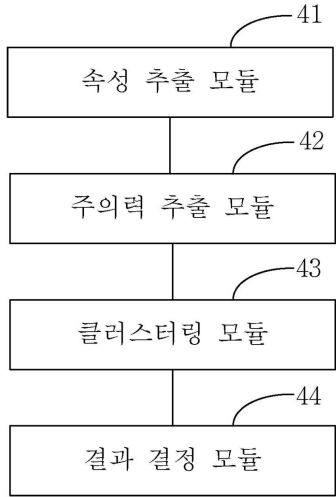 41
속성 추출 모듈
42
주의력 추출 모듈
43
클러스터링 모듈
44
결과 결정 모듈